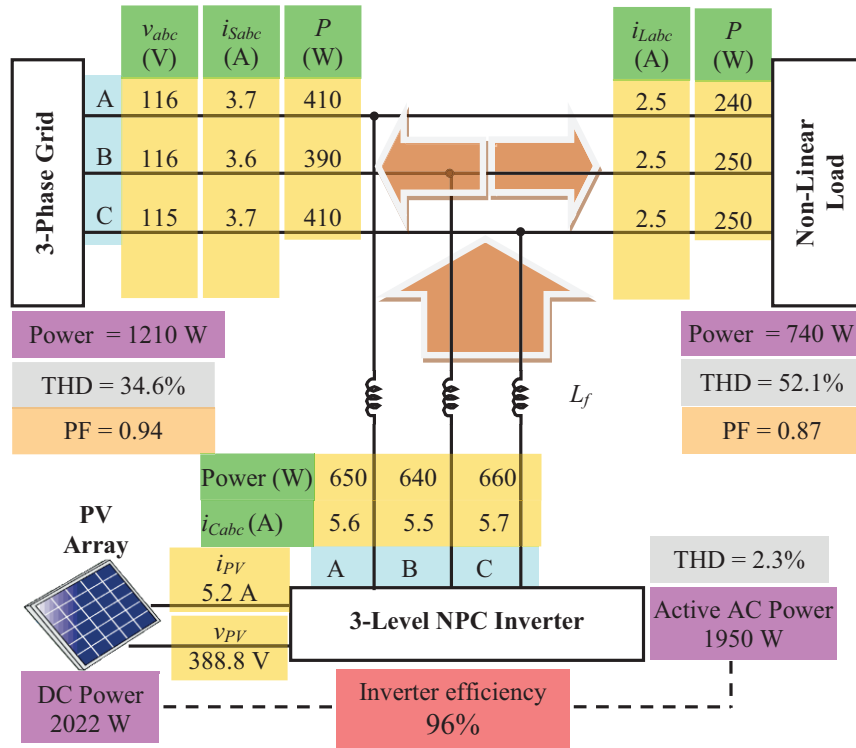 v_abc i_Sabc P i_Labc P
(V) (A) (W) (A) (W)
3-Phase Grid
A 116 3.7 410 2.5 240
B 116 3.6 390 2.5 250
C 115 3.7 410 2.5 250
Non-Linear
Load
Power = 1210 W
THD = 34.6%
PF = 0.94
Power = 740 W
THD = 52.1%
PF = 0.87
L_f
Power (W) 650 640 660
i_Cabc (A) 5.6 5.5 5.7
A B C
PV
Array
i_PV
5.2 A
v_PV
388.8 V
3-Level NPC Inverter
THD = 2.3%
Active AC Power
1950 W
DC Power
2022 W
Inverter efficiency
96%